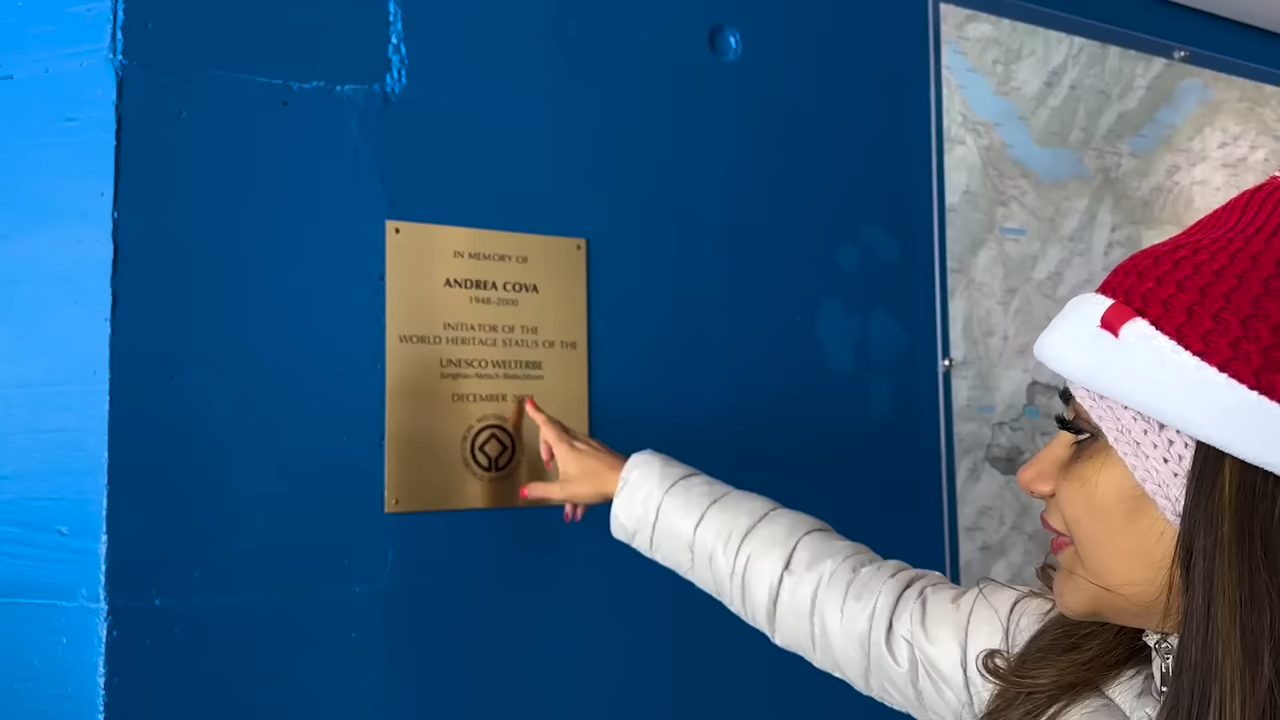 IN MEMORY OF
ANDREA COVA
1948–2000
INITIATOR OF THE
WORLD HERITAGE STATUS OF THE
UNESCO WELTERBE
Jungfrau-Aletsch-Bietschhorn
DECEMBER